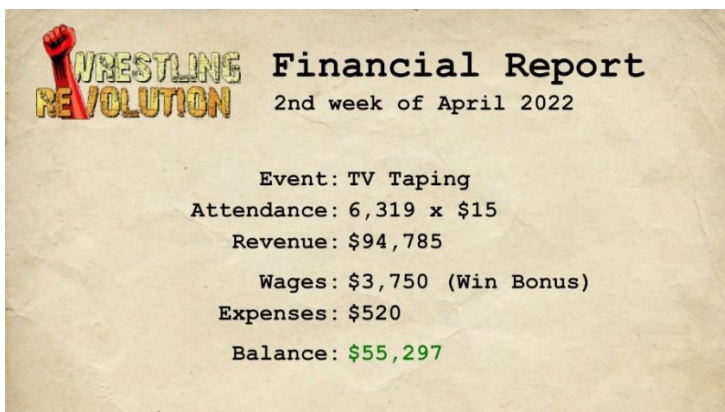 WRESTLING
REVOLUTION
Financial Report
2nd week of April 2022
Event: TV Taping
Attendance: 6,319 x $15
Revenue: $94,785
Wages: $3,750 (Win Bonus)
Expenses: $520
Balance: $55,297